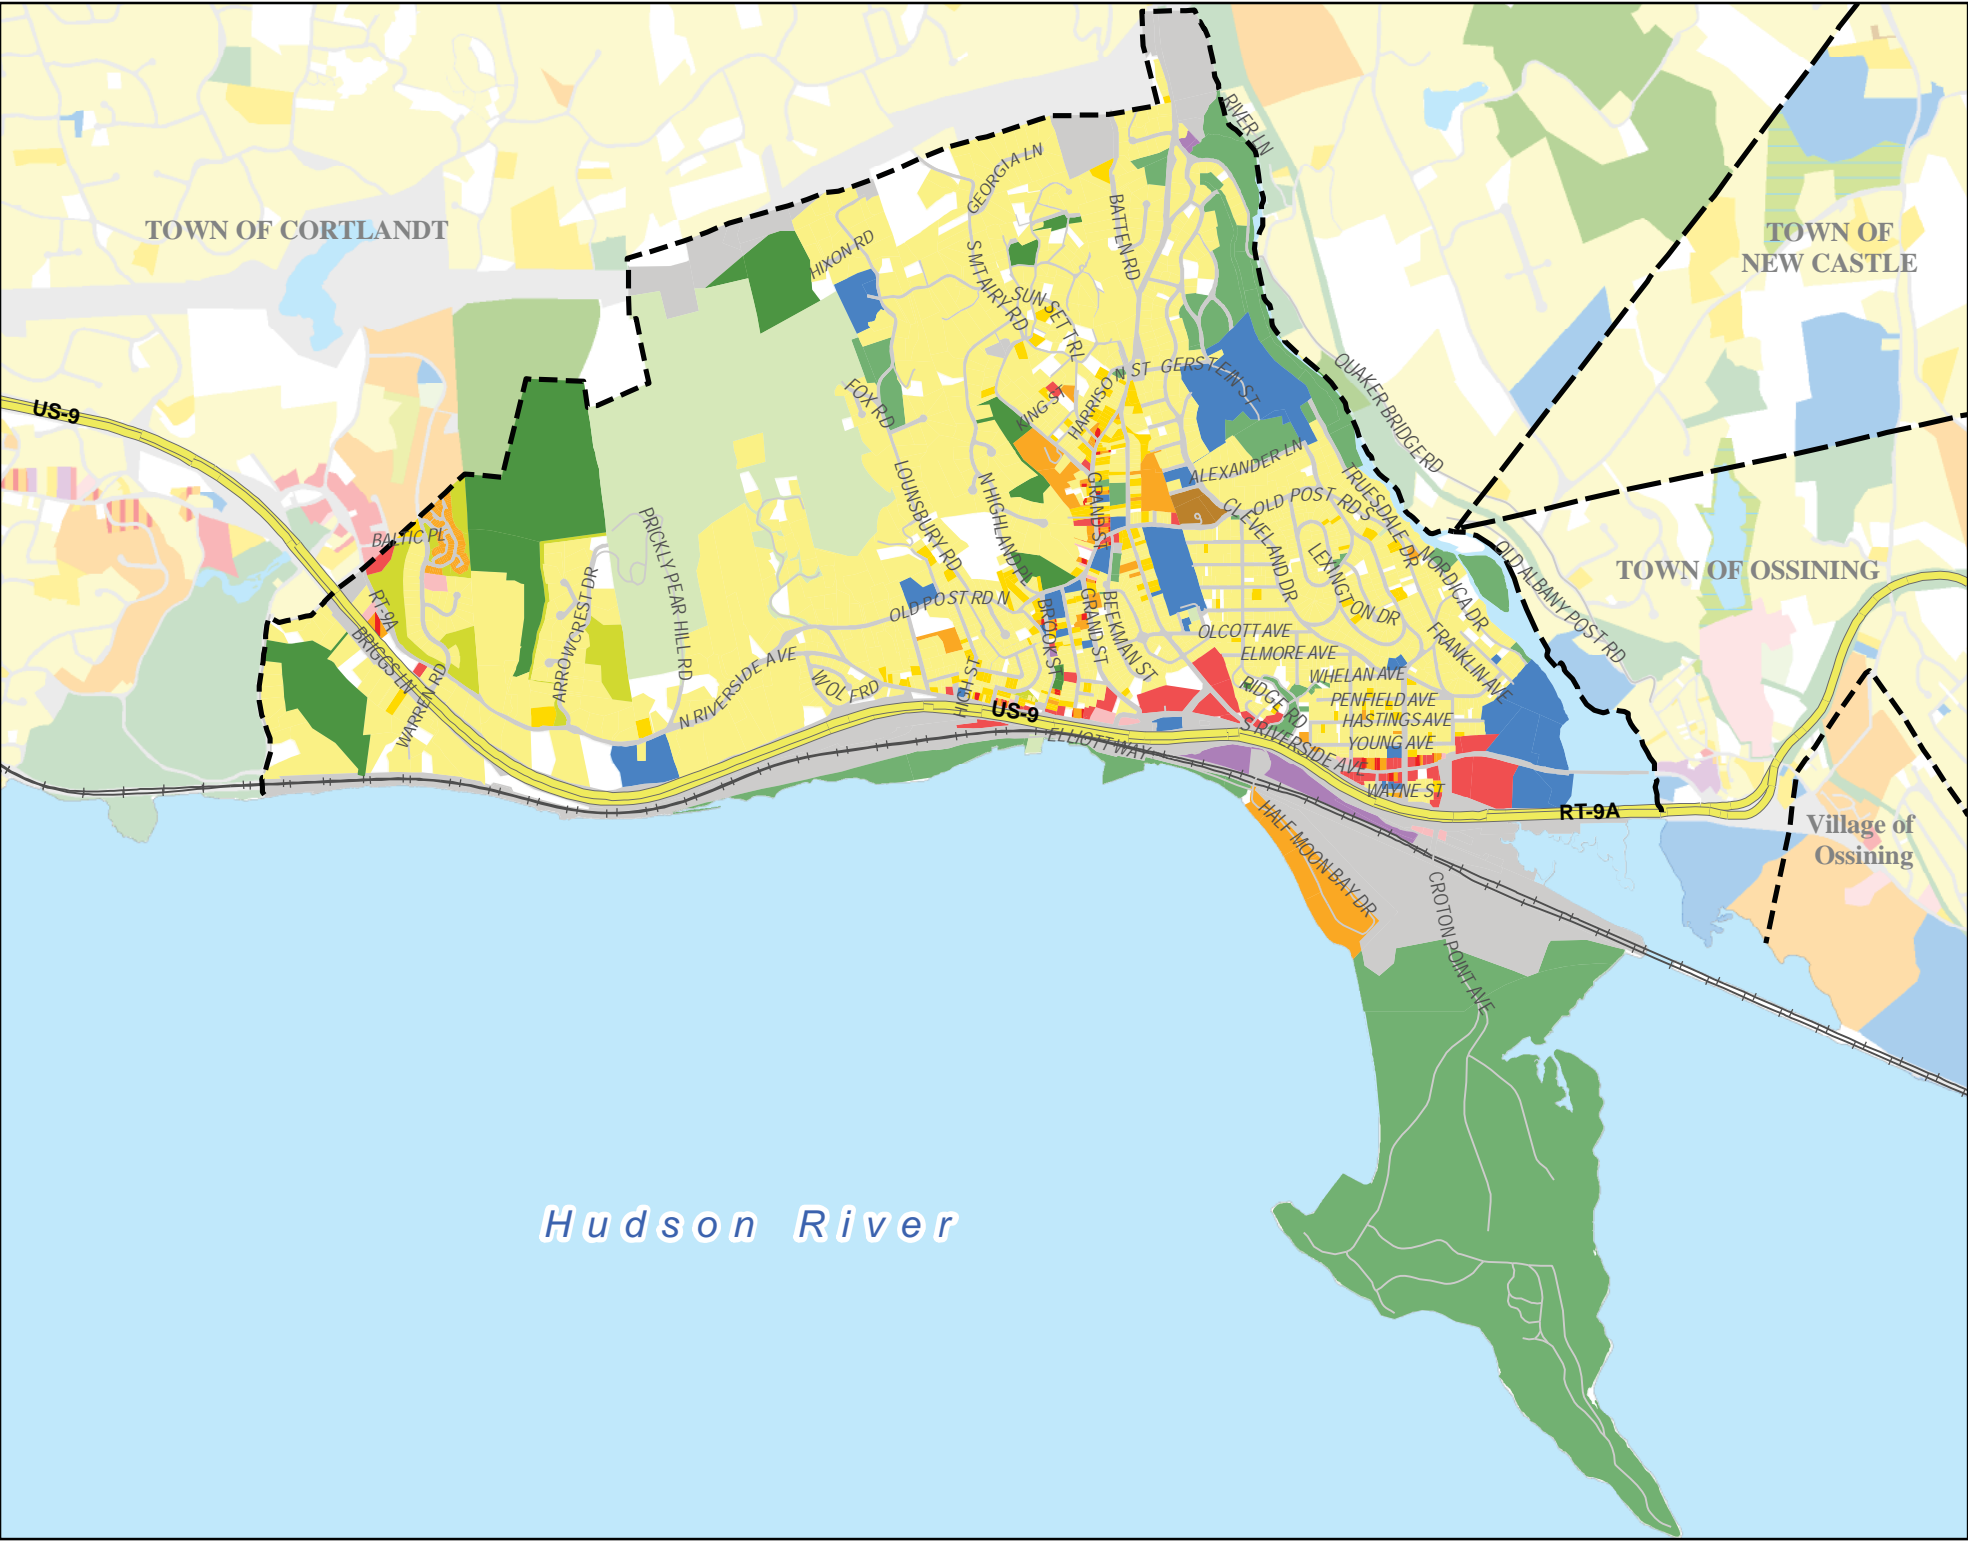 RIVER LN
GEORGIA LN
TOWN OF CORTLANDT
BATTEN RD
HIXON RD
TOWN OF
NEW CASTLE
S MT AIRY RD
SUN SET TRL
HARRISON ST
GERSTEIN ST
QUAKER BRIDGE RD
US-9
FOX RD
KING ST
ALEXANDER LN
LOUNSBURY RD
N HIGHLAND PL
GRAND ST
OLD POST RD S
TRUESDALE DR
CLEVELAND DR
PRICKLY PEAR HILL RD
BALTIC PL
LEXINGTON DR
NORDICA DR
OLD ALBANY POST RD
TOWN OF OSSINING
ARROWCREST DR
RT-9A
OLD POST RD N
BROOK ST
GRAND ST
BEEKMAN ST
OLCOTT AVE
ELMORE AVE
FRANKLIN AVE
BRIGGS LN
WARREN RD
N RIVERSIDE AVE
WOLF RD
HIGH ST
WHELAN AVE
RIDGE RD
PENFIELD AVE
US-9
HASTINGS AVE
ELLIOTT WAY
S RIVERSIDE AVE
YOUNG AVE
WAYNE ST
RT-9A
HALF MOON BAY DR
Village of
Ossining
CROTON POINT AVE
Hudson River